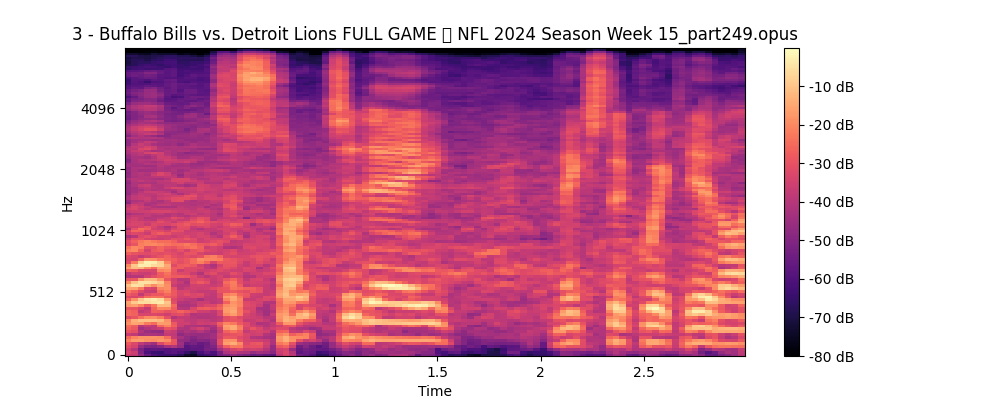 3 - Buffalo Bills vs. Detroit Lions FULL GAME ▯ NFL 2024 Season Week 15_part249.opus
Hz
4096
2048
1024
512
0
0 0.5 1 1.5 2 2.5
Time
-10 dB
-20 dB
-30 dB
-40 dB
-50 dB
-60 dB
-70 dB
-80 dB